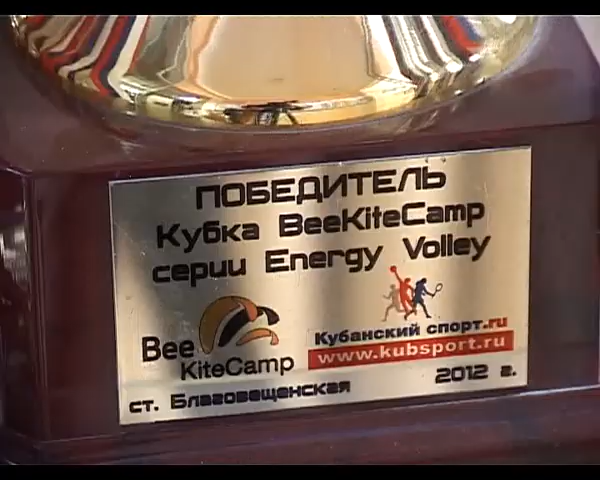 ПОБЕДИТЕЛЬ
Кубка BeeKiteCamp
серии Energy Volley
Bee
KiteCamp
Кубанский спорт.ru
www.kubsport.ru
ст. Благовещенская
2012 г.